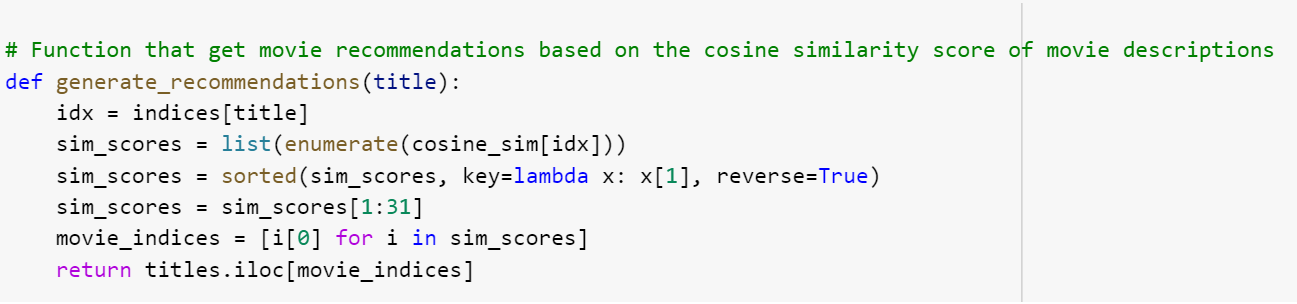 # Function that get movie recommendations based on the cosine similarity score of movie descriptions
def generate_recommendations(title):
    idx = indices[title]
    sim_scores = list(enumerate(cosine_sim[idx]))
    sim_scores = sorted(sim_scores, key=lambda x: x[1], reverse=True)
    sim_scores = sim_scores[1:31]
    movie_indices = [i[0] for i in sim_scores]
    return titles.iloc[movie_indices]